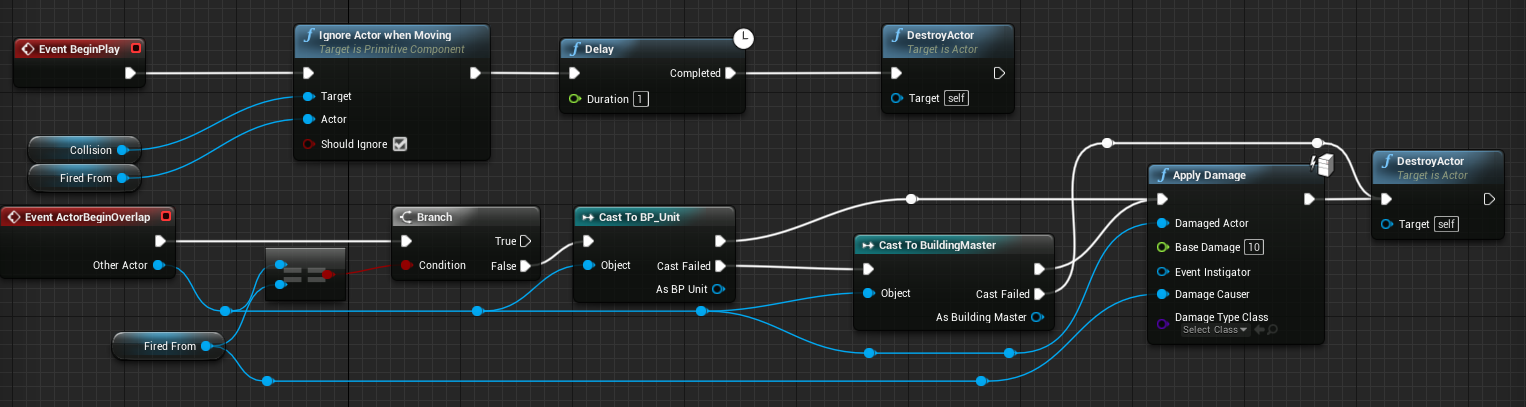 Event BeginPlay
Ignore Actor when Moving
Target is Primitive Component
Target
Actor
Should Ignore
Collision
Fired From
Delay
Completed
Duration 1
DestroyActor
Target is Actor
Target self
Event ActorBeginOverlap
Other Actor
Fired From
==
Branch
True
Condition False
Cast To BP_Unit
Object Cast Failed
As BP Unit
Cast To BuildingMaster
Cast Failed
Object
As Building Master
Apply Damage
Damaged Actor
Base Damage 10
Event Instigator
Damage Causer
Damage Type Class
Select Class
DestroyActor
Target is Actor
Target self